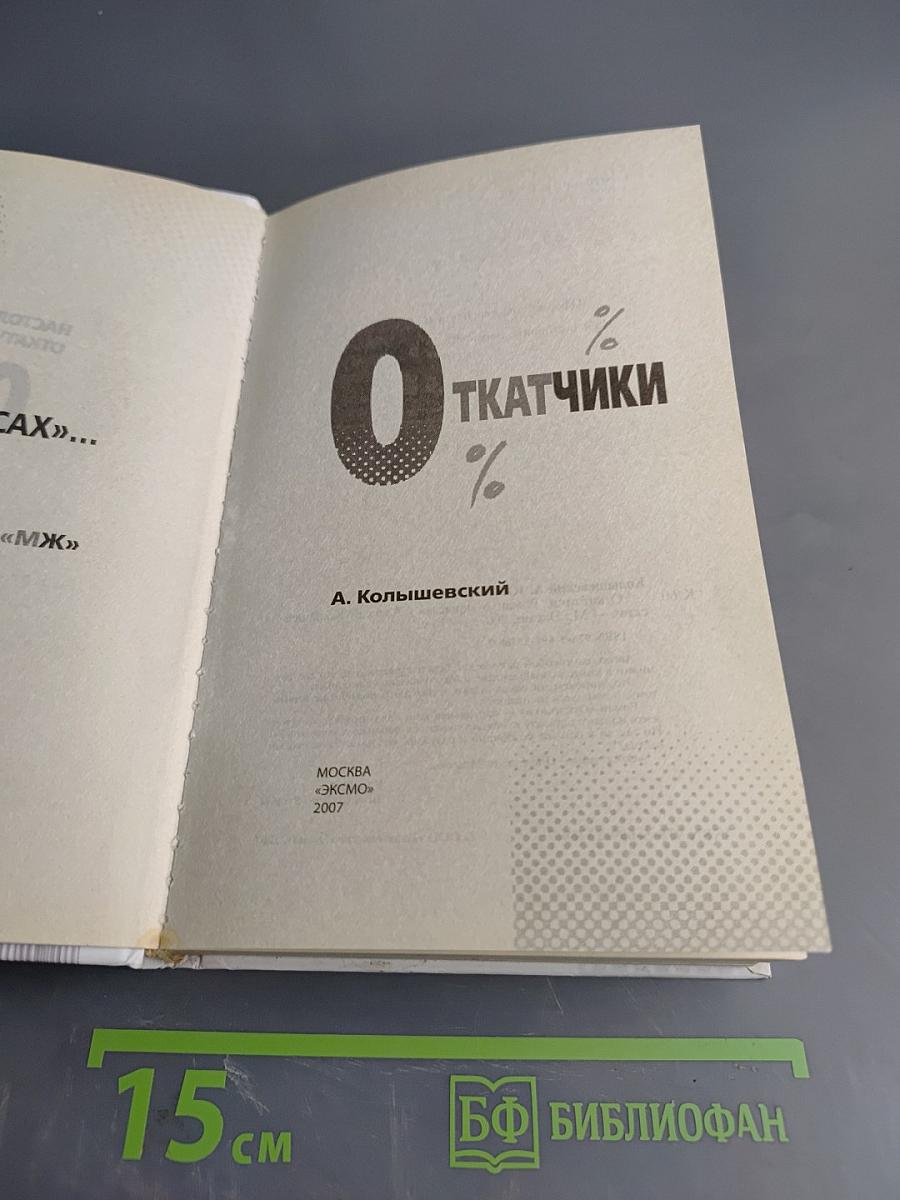 САХ»...
«МЖ»
%
ОТКАТЧИКИ
%
А. Колышевский
МОСКВА
«ЭКСМО»
2007
15 СМ
БФ БИБЛИОФАН